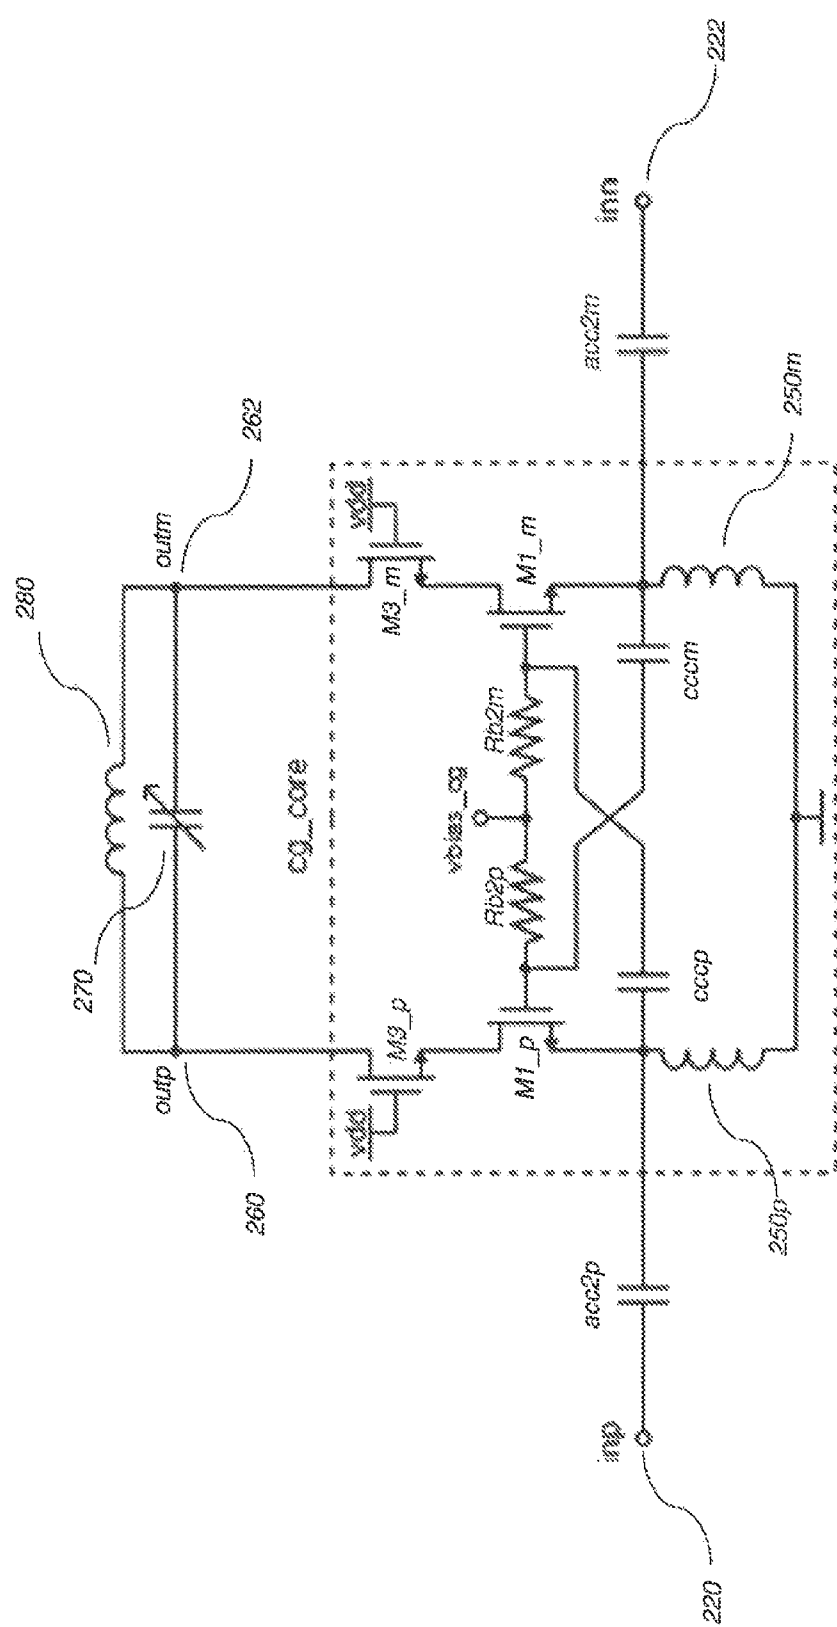 280
270
outp
outm
260
262
cg_core
vdd
vdd
M3_p
M3_m
vbias_cg
Rb2p
Rb2m
M1_p
M1_m
inp
acc2p
acc2m
inn
cccp
cccm
220
250p
250m
222